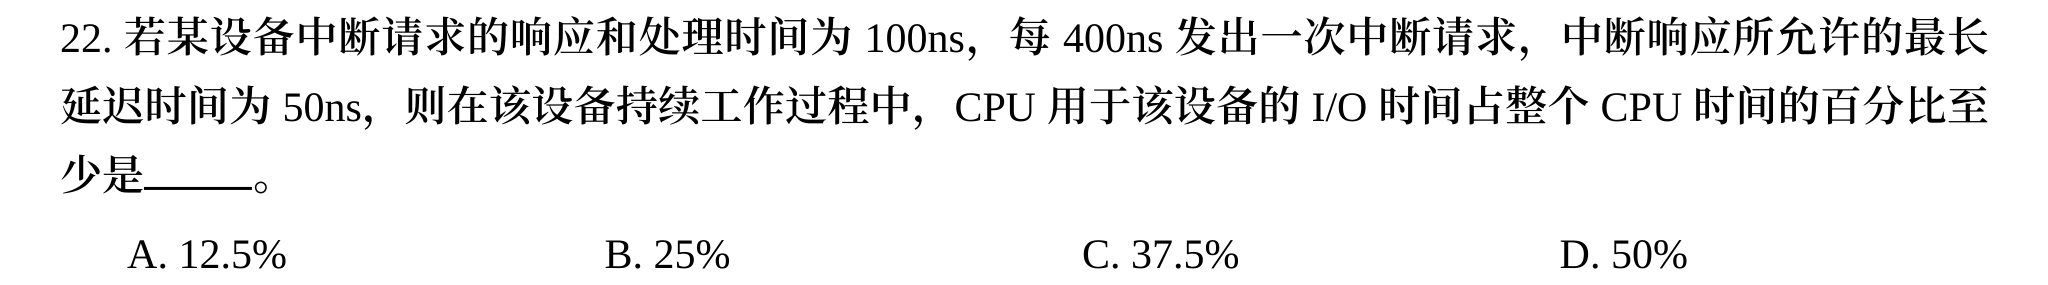 22. 若某设备中断请求的响应和处理时间为 100ns，每 400ns 发出一次中断请求，中断响应所允许的最长
延迟时间为 50ns，则在该设备持续工作过程中，CPU 用于该设备的 I/O 时间占整个 CPU 时间的百分比至
少是_____。
A. 12.5% B. 25% C. 37.5% D. 50%